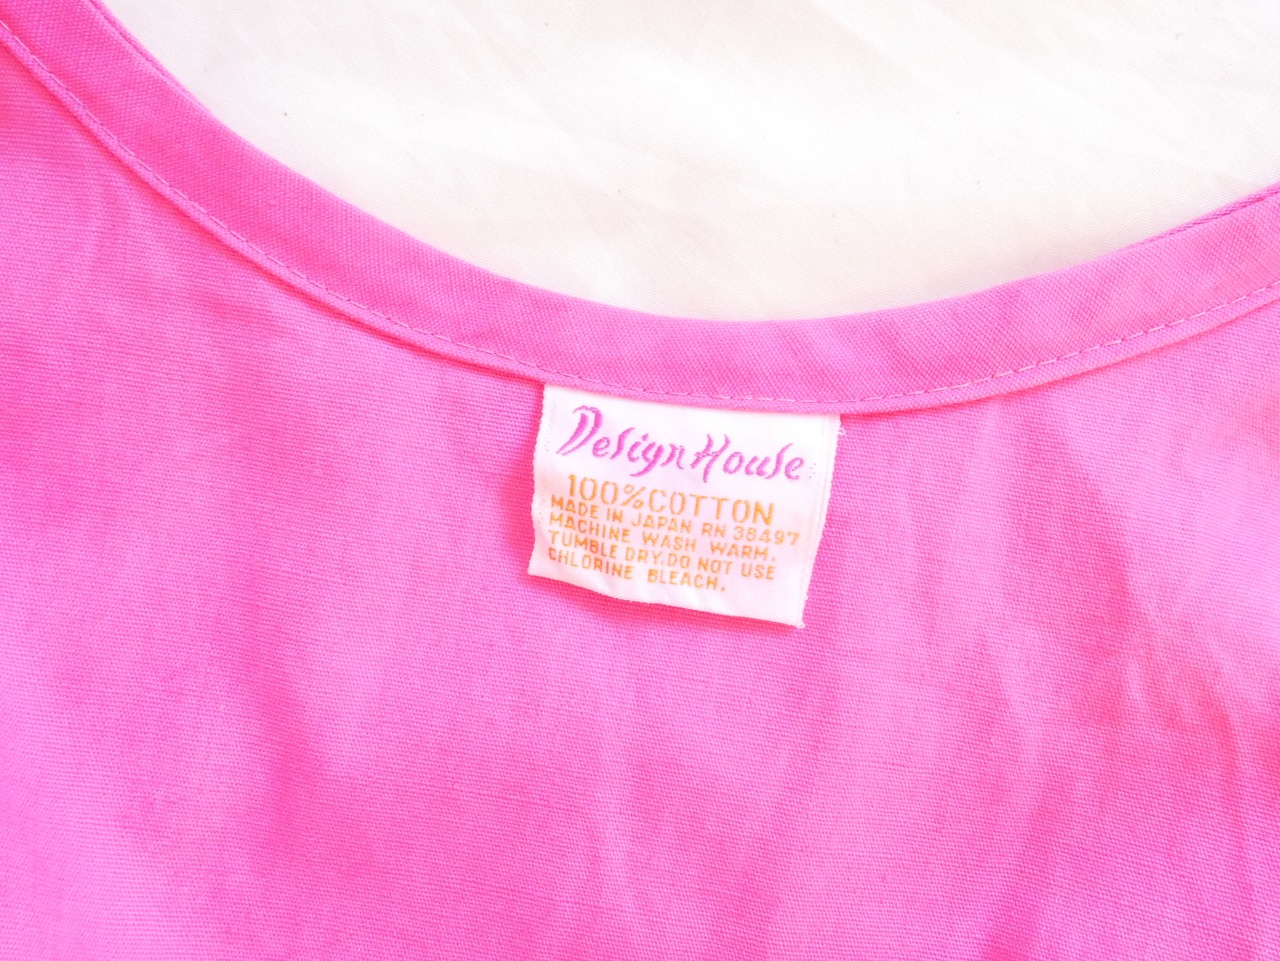 Design House
100% COTTON
MADE IN JAPAN RN 38497
MACHINE WASH WARM.
TUMBLE DRY. DO NOT USE
CHLORINE BLEACH.